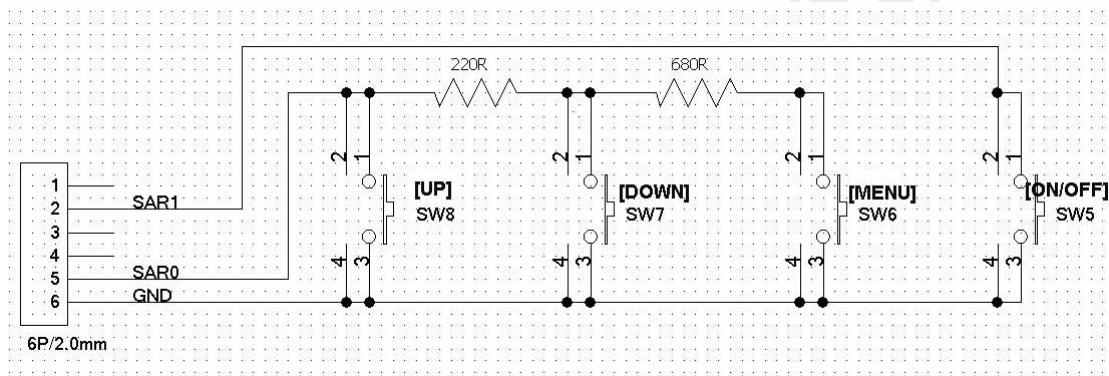 220R
680R
2 1
2 1
2 1
2 1
[UP]
SW8
[DOWN]
SW7
[MENU]
SW6
[ON/OFF]
SW5
4 3
4 3
4 3
4 3
1
2 SAR1
3
4
5 SAR0
6 GND
6P/2.0mm